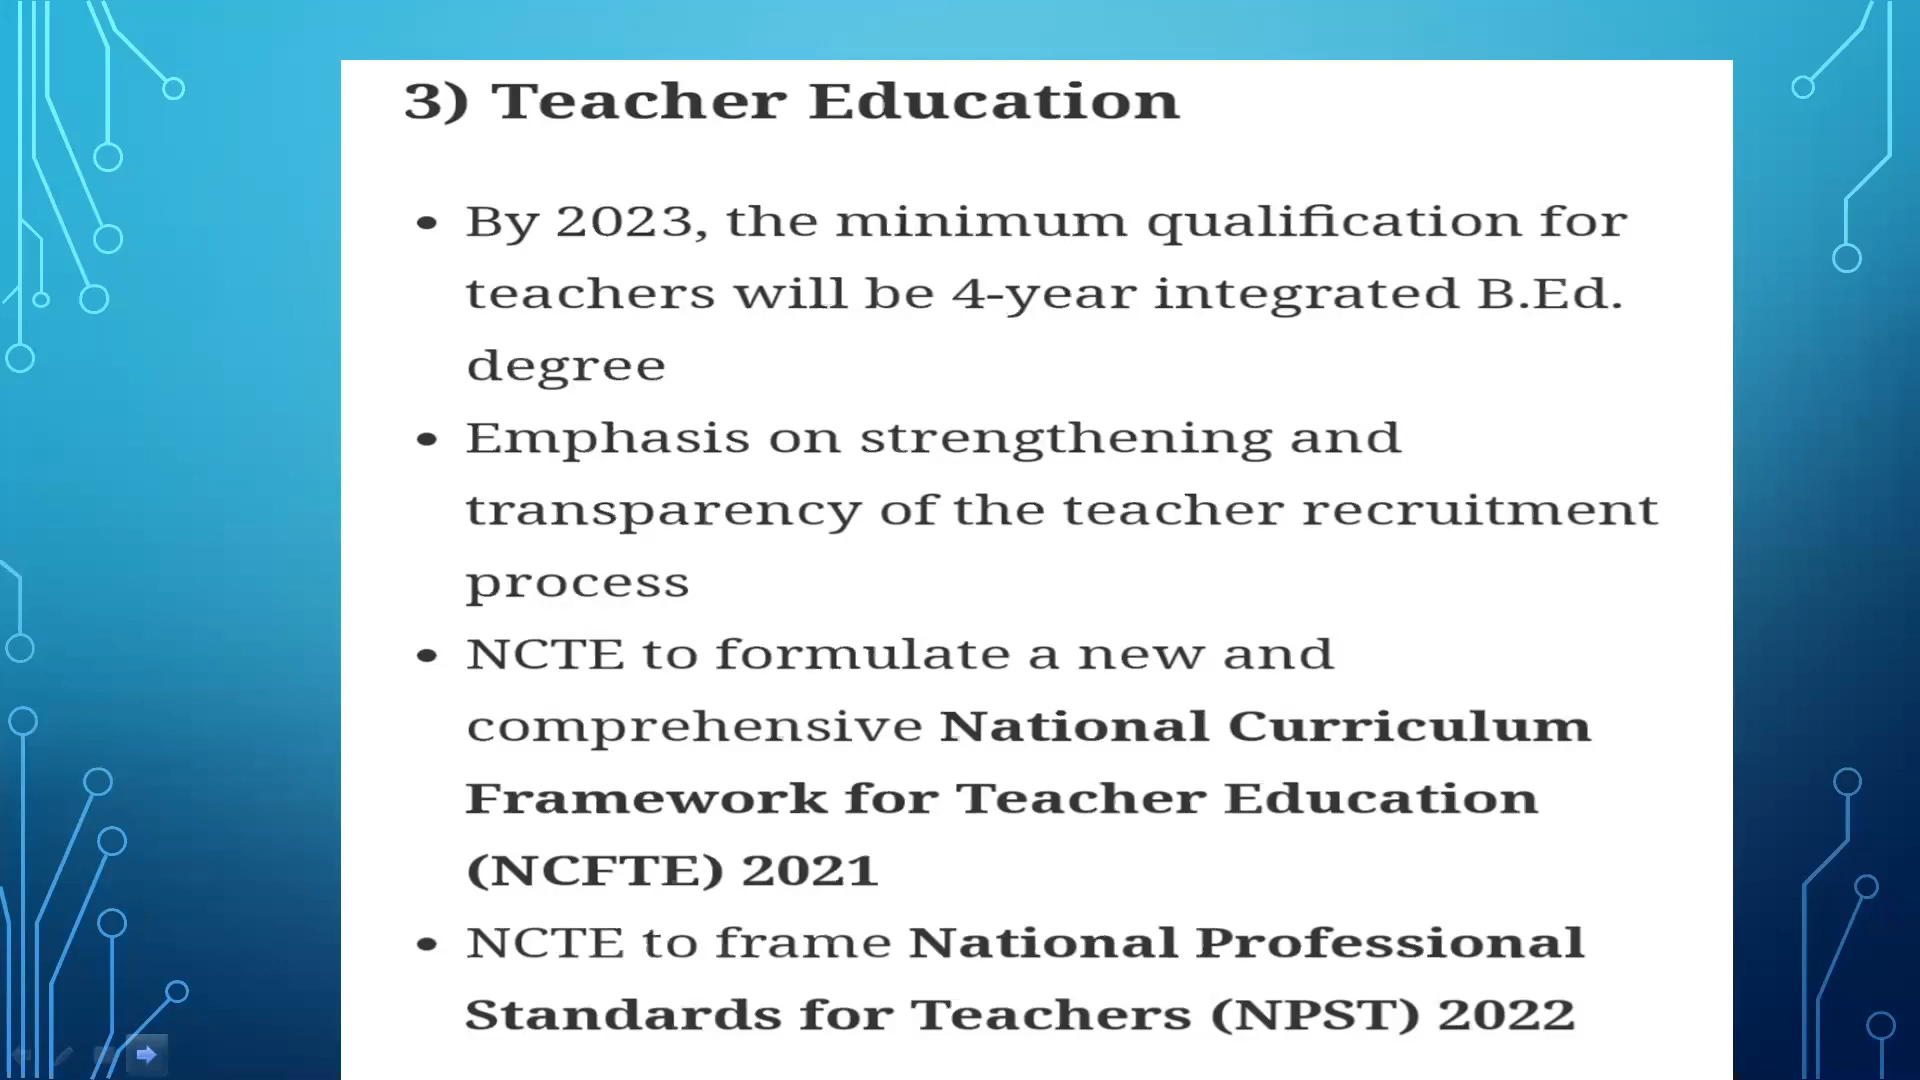 3) Teacher Education
• By 2023, the minimum qualification for
teachers will be 4-year integrated B.Ed.
degree
• Emphasis on strengthening and
transparency of the teacher recruitment
process
• NCTE to formulate a new and
comprehensive National Curriculum
Framework for Teacher Education
(NCFTE) 2021
• NCTE to frame National Professional
Standards for Teachers (NPST) 2022